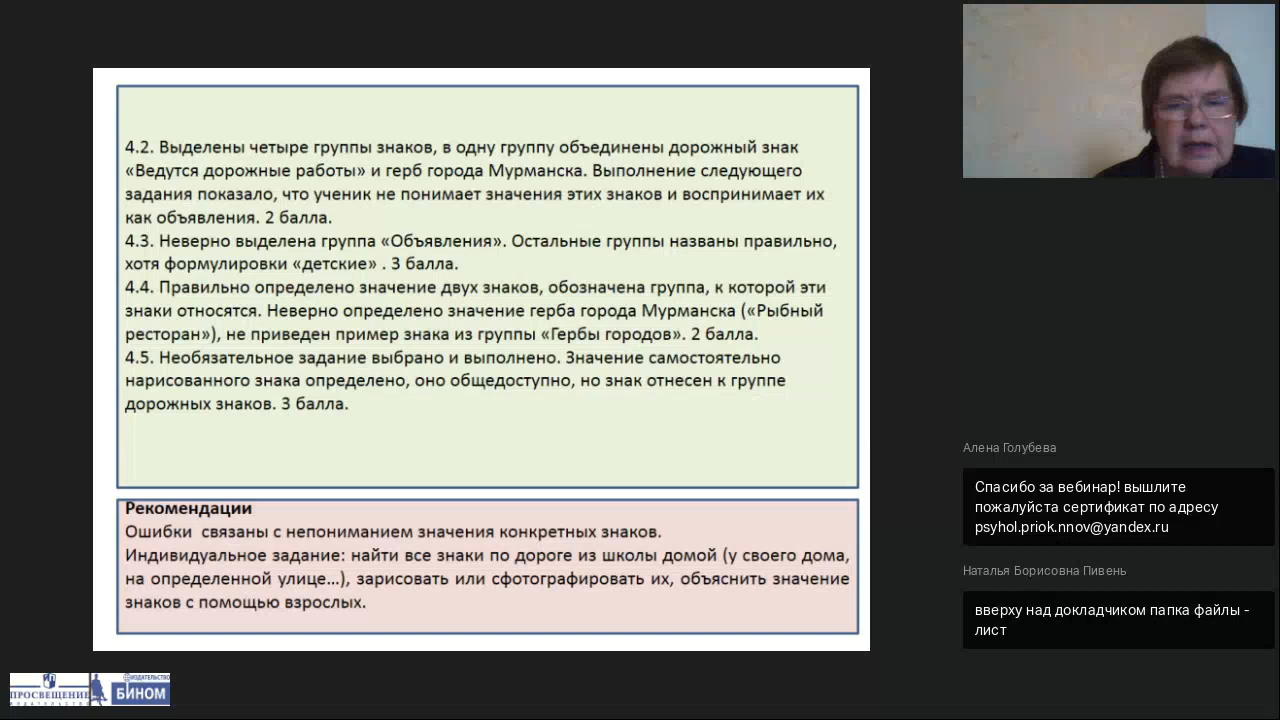 4.2. Выделены четыре группы знаков, в одну группу объединены дорожный знак
«Ведутся дорожные работы» и герб города Мурманска. Выполнение следующего
задания показало, что ученик не понимает значения этих знаков и воспринимает их
как объявления. 2 балла.
4.3. Неверно выделена группа «Объявления». Остальные группы названы правильно,
хотя формулировки «детские» . 3 балла.
4.4. Правильно определено значение двух знаков, обозначена группа, к которой эти
знаки относятся. Неверно определено значение герба города Мурманска («Рыбный
ресторан»), не приведен пример знака из группы «Гербы городов». 2 балла.
4.5. Необязательное задание выбрано и выполнено. Значение самостоятельно
нарисованного знака определено, оно общедоступно, но знак отнесен к группе
дорожных знаков. 3 балла.
Рекомендации
Ошибки  связаны с непониманием значения конкретных знаков.
Индивидуальное задание: найти все знаки по дороге из школы домой (у своего дома,
на определенной улице…), зарисовать или сфотографировать их, объяснить значение
знаков с помощью взрослых.
Алена Голубева
Спасибо за вебинар! вышлите
пожалуйста сертификат по адресу
psyhol.priok.nnov@yandex.ru
Наталья Борисовна Пивень
вверху над докладчиком папка файлы -
лист
ПРОСВЕЩЕНИЕ
ИЗДАТЕЛЬСТВО
ИЗДАТЕЛЬСТВО
БИНОМ